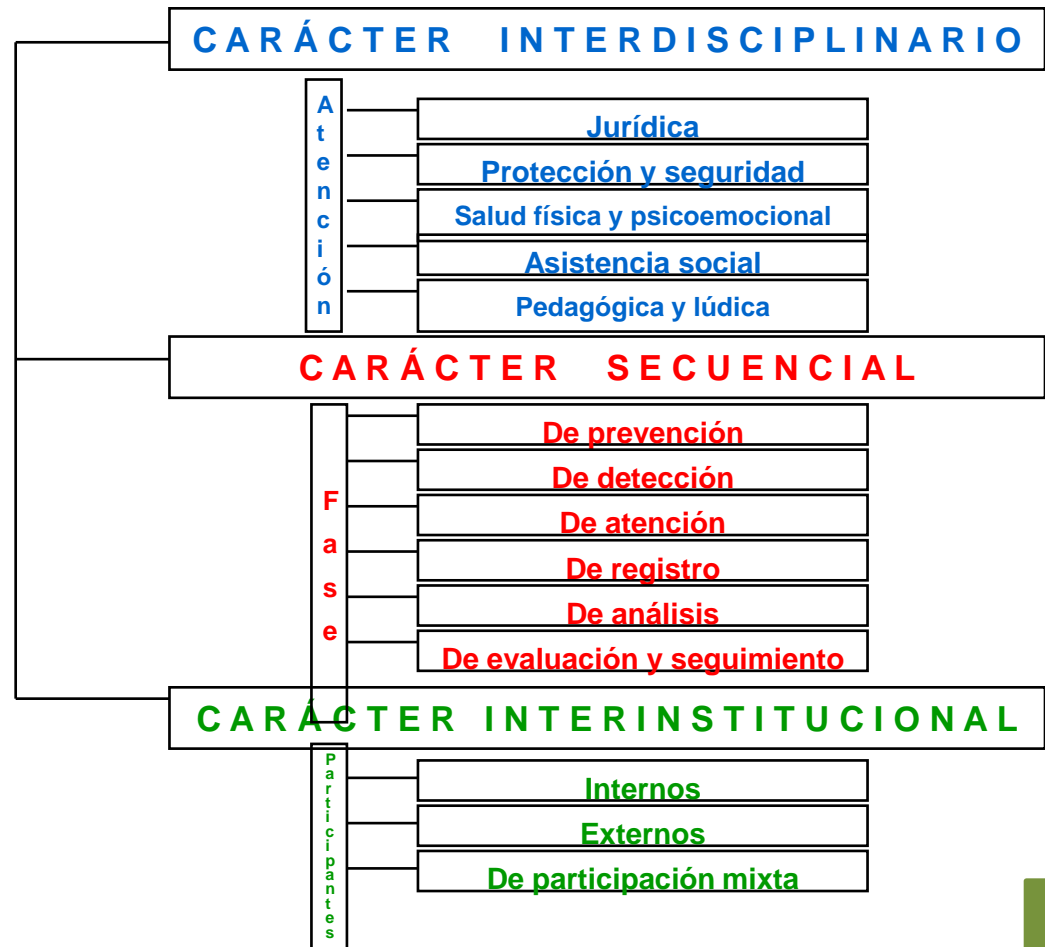 CARÁCTER INTERDISCIPLINARIO
Atención
Jurídica
Protección y seguridad
Salud física y psicoemocional
Asistencia social
Pedagógica y lúdica
CARÁCTER SECUENCIAL
Fase
De prevención
De detección
De atención
De registro
De análisis
De evaluación y seguimiento
CARÁCTER INTERINSTITUCIONAL
Participantes
Internos
Externos
De participación mixta